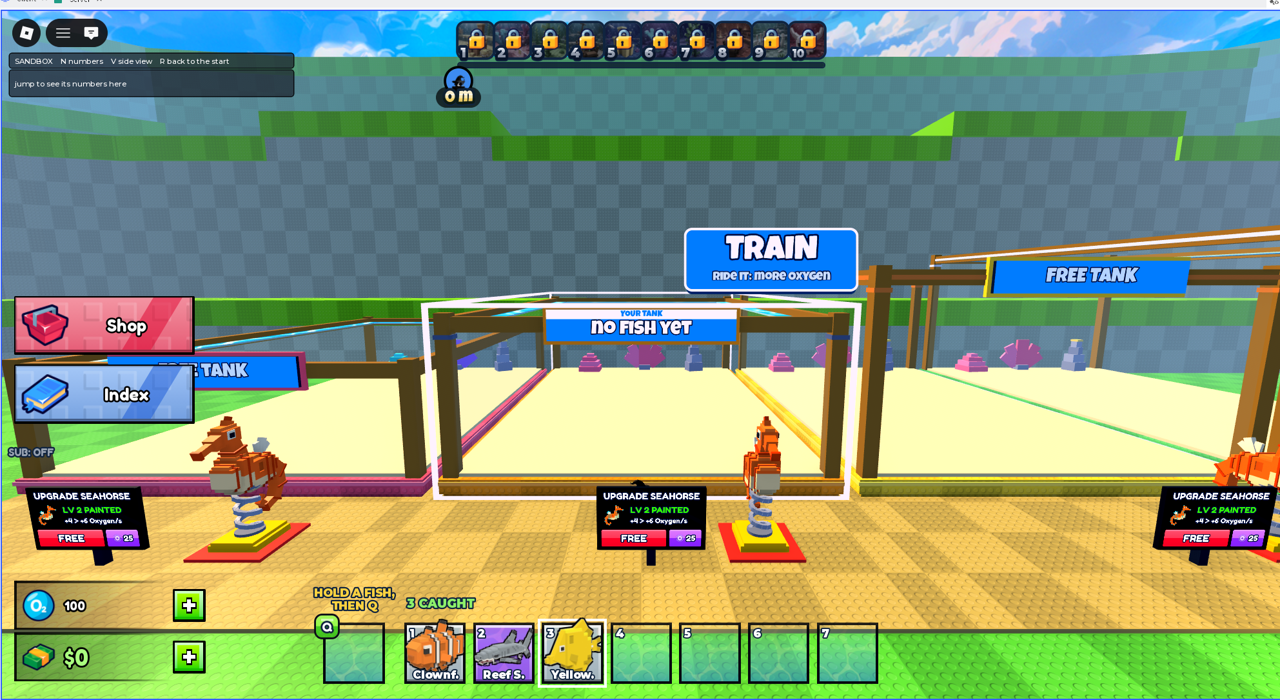 1 2 3 4 5 6 7 8 9 10
SANDBOX N numbers V side view R back to the start
jump to see its numbers here
0 m
TRAIN
RIDE IT: MORE OXYGEN
FREE TANK
YOUR TANK
NO FISH YET
Shop
TANK
Index
SUB: OFF
UPGRADE SEAHORSE
LV 2 PAINTED
+4 > +6 Oxygen/s
FREE 25
UPGRADE SEAHORSE
LV 2 PAINTED
+4 > +6 Oxygen/s
FREE 25
UPGRADE SEAHORSE
LV 2 PAINTED
+4 > +6 Oxygen/s
FREE 25
O2 100
$0
HOLD A FISH,
THEN Q
3 CAUGHT
Q
1 2 3 4 5 6 7
Clownf. Reef S. Yellow.